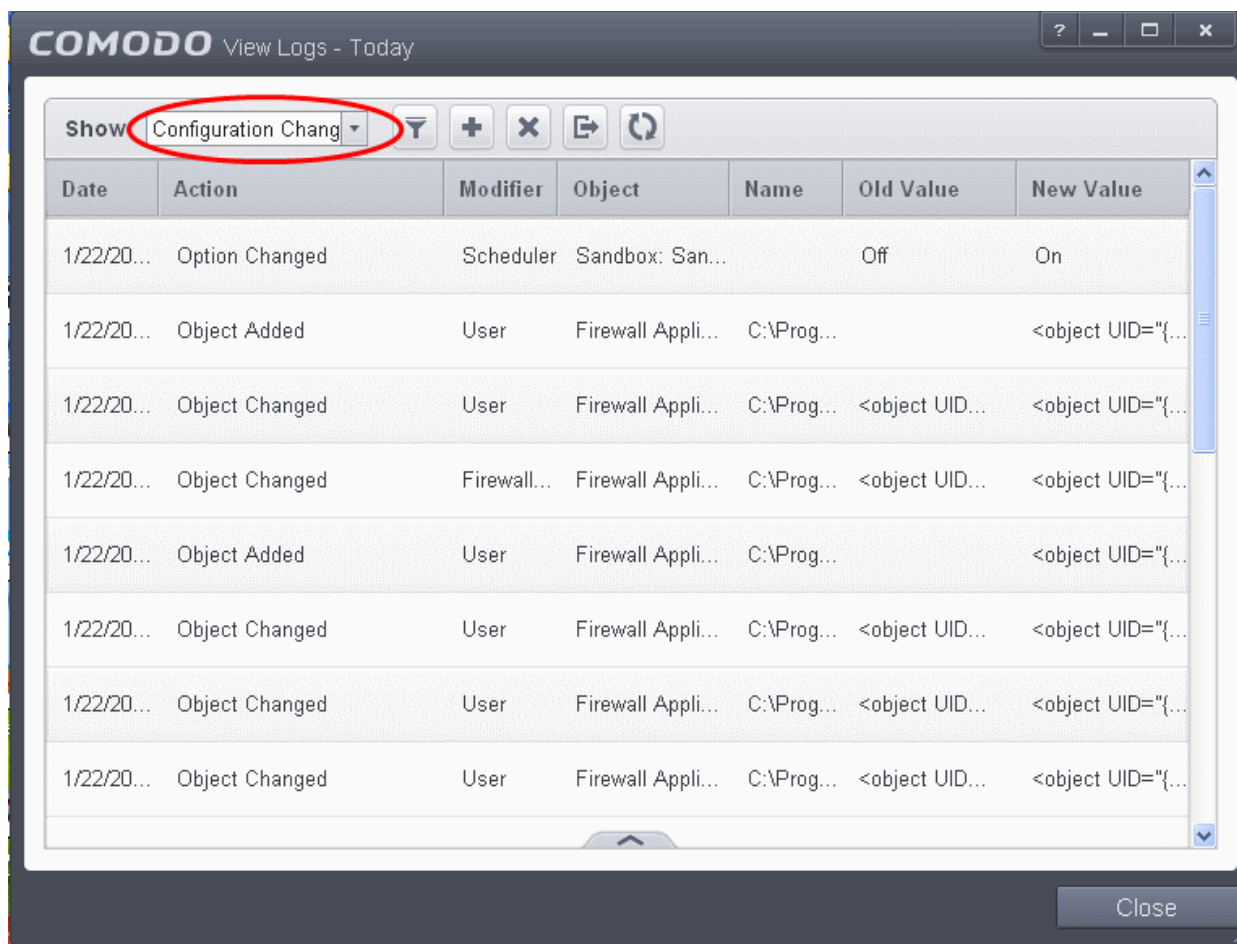 COMODO View Logs - Today
? – □ ×
Show Configuration Chang
Date Action Modifier Object Name Old Value New Value
1/22/20... Option Changed Scheduler Sandbox: San... Off On
1/22/20... Object Added User Firewall Appli... C:\Prog... <object UID="{...
1/22/20... Object Changed User Firewall Appli... C:\Prog... <object UID... <object UID="{...
1/22/20... Object Changed Firewall... Firewall Appli... C:\Prog... <object UID... <object UID="{...
1/22/20... Object Added User Firewall Appli... C:\Prog... <object UID="{...
1/22/20... Object Changed User Firewall Appli... C:\Prog... <object UID... <object UID="{...
1/22/20... Object Changed User Firewall Appli... C:\Prog... <object UID... <object UID="{...
1/22/20... Object Changed User Firewall Appli... C:\Prog... <object UID... <object UID="{...
Close